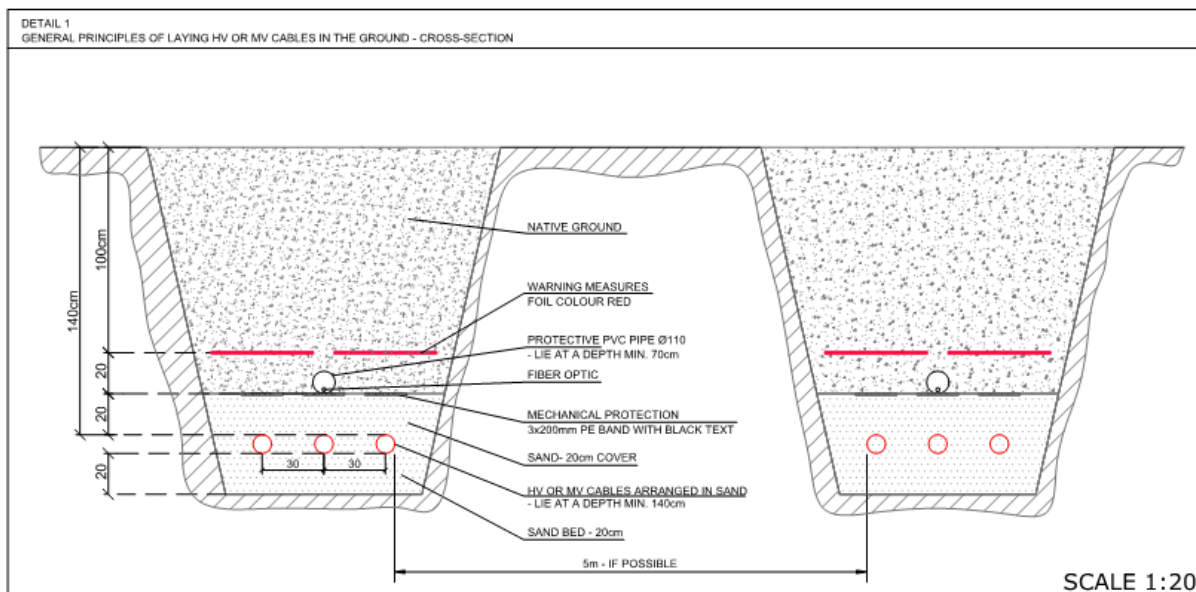 DETAIL 1
GENERAL PRINCIPLES OF LAYING HV OR MV CABLES IN THE GROUND - CROSS-SECTION
100cm
140cm
20
20
20
30
30
NATIVE GROUND
WARNING MEASURES
FOIL COLOUR RED
PROTECTIVE PVC PIPE Ø110
- LIE AT A DEPTH MIN. 70cm
FIBER OPTIC
MECHANICAL PROTECTION
3x200mm PE BAND WITH BLACK TEXT
SAND- 20cm COVER
HV OR MV CABLES ARRANGED IN SAND
- LIE AT A DEPTH MIN. 140cm
SAND BED - 20cm
5m - IF POSSIBLE
SCALE 1:20